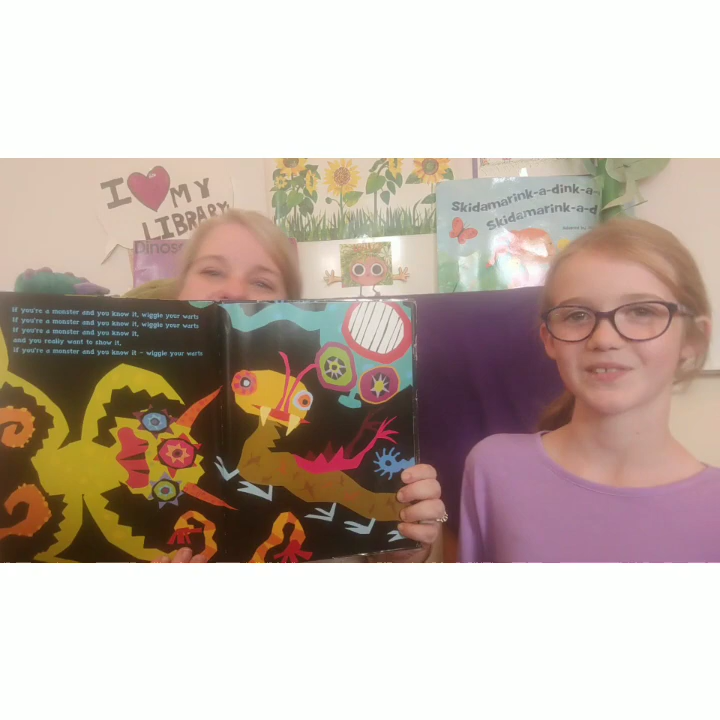 I ♥ MY
LIBRARY
Dinos
Skidamarink-a-dink-a-
Skidamarink-a-d
If you're a monster and you know it, wiggle your warts
If you're a monster and you know it, wiggle your warts
If you're a monster and you know it,
and you really want to show it,
If you're a monster and you know it – wiggle your warts